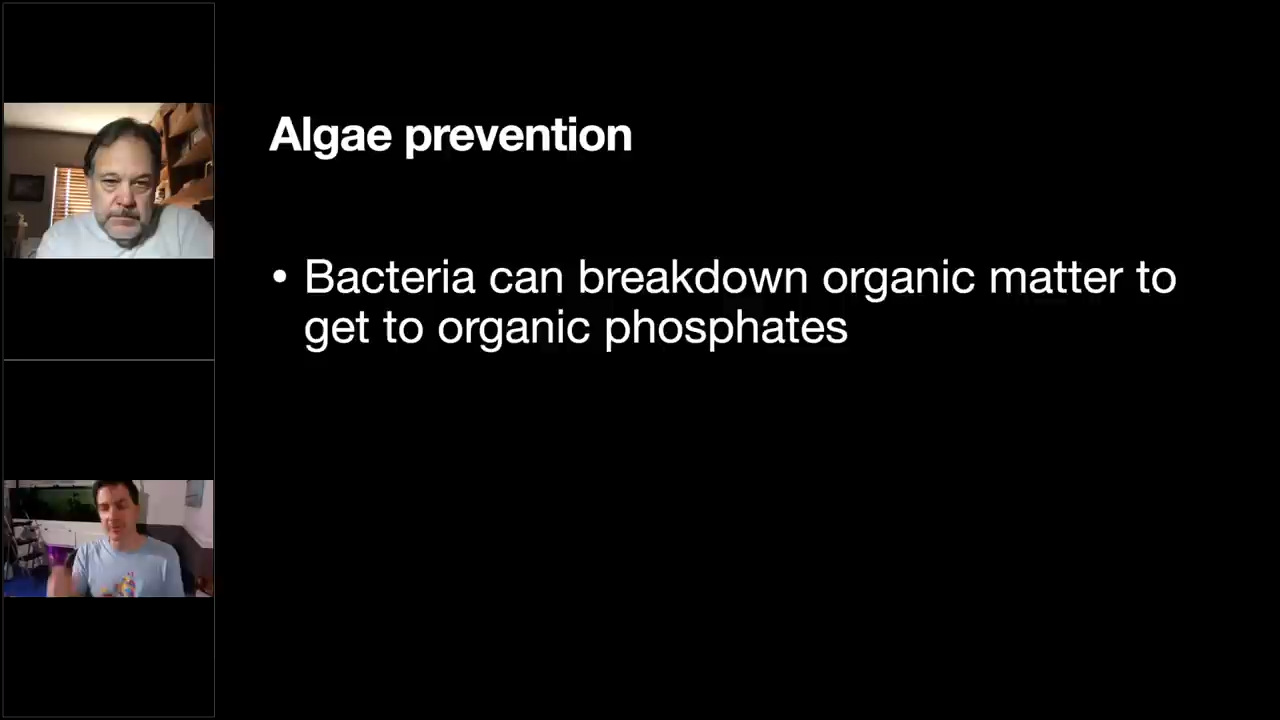 Algae prevention
• Bacteria can breakdown organic matter to
get to organic phosphates